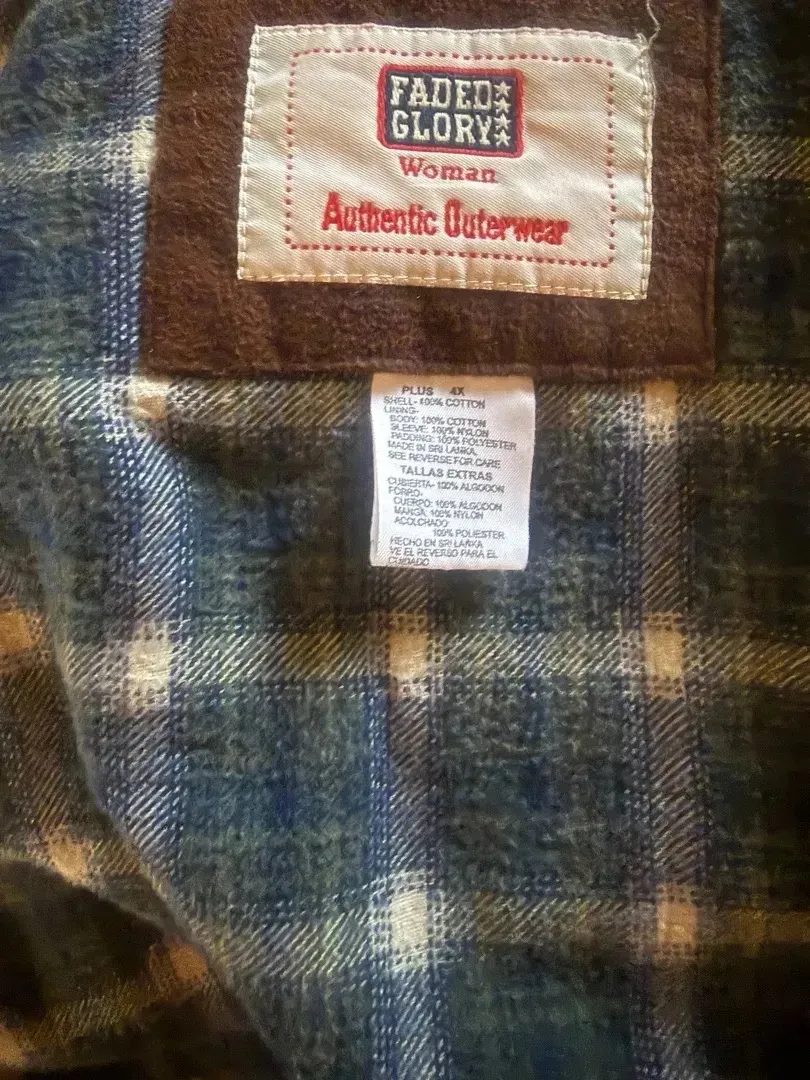 FADED
GLORY
Woman
Authentic Outerwear
PLUS 4X
SHELL- 100% COTTON
LINING-
BODY: 100% COTTON
SLEEVE: 100% NYLON
PADDING: 100% POLYESTER
MADE IN SRI LANKA
SEE REVERSE FOR CARE
TALLAS EXTRAS
CUBIERTA- 100% ALGODON
FORRO-
CUERPO: 100% ALGODON
MANGA: 100% NYLON
ACOLCHADO:
100% POLIESTER
HECHO EN SRI LANKA
VE EL REVERSO PARA EL
CUIDADO